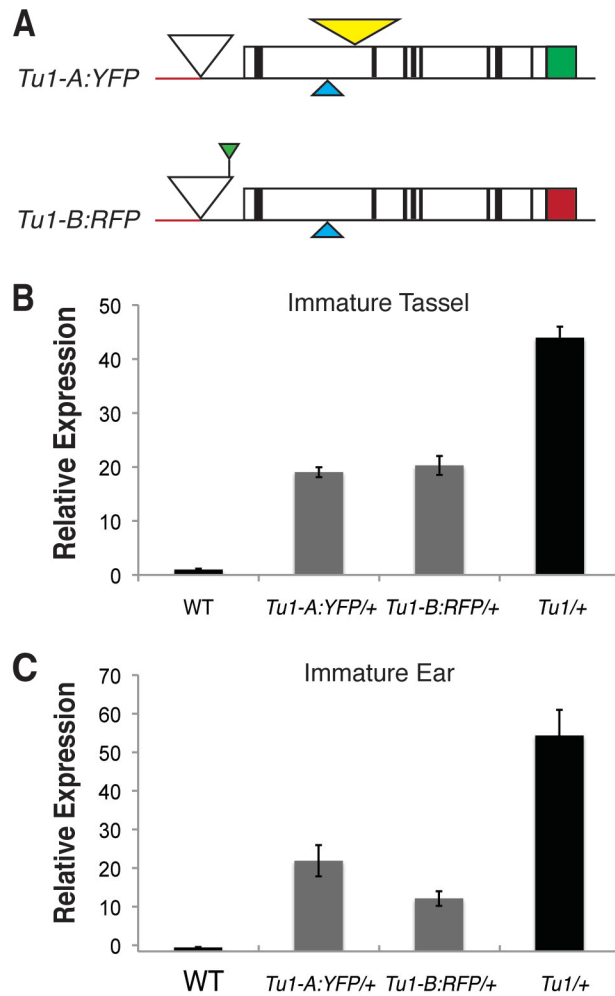 A
Tu1-A:YFP
Tu1-B:RFP
B
Immature Tassel
Relative Expression
50
40
30
20
10
0
WT Tu1-A:YFP/+ Tu1-B:RFP/+ Tu1/+
C
Immature Ear
Relative Expression
70
60
50
40
30
20
10
0
WT Tu1-A:YFP/+ Tu1-B:RFP/+ Tu1/+